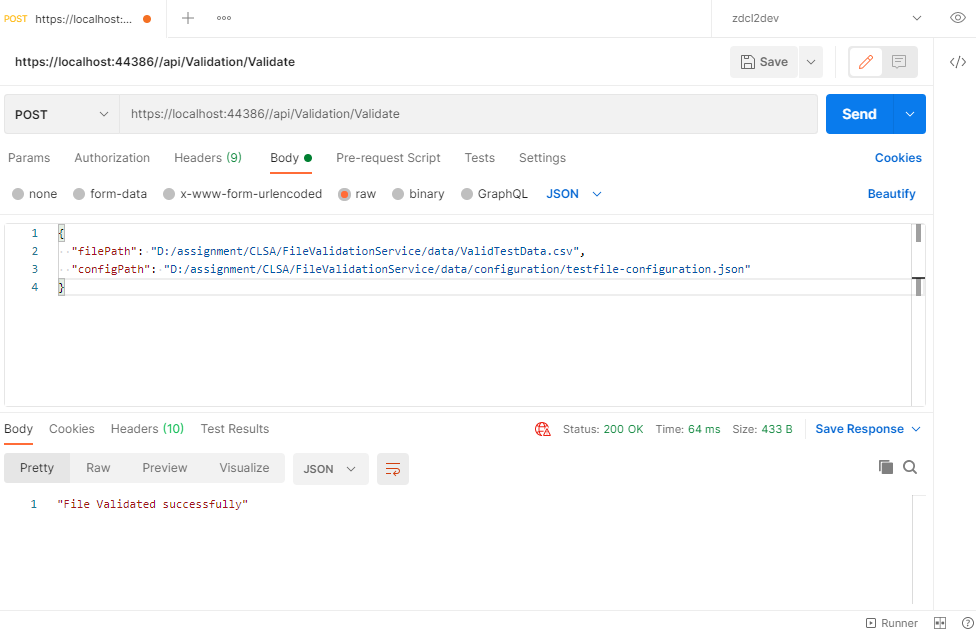 POST https://localhost:... zdcl2dev
https://localhost:44386//api/Validation/Validate Save
POST https://localhost:44386//api/Validation/Validate Send
Params Authorization Headers (9) Body Pre-request Script Tests Settings Cookies
none form-data x-www-form-urlencoded raw binary GraphQL JSON Beautify
1 {
2 "filePath": "D:/assignment/CLSA/FileValidationService/data/ValidTestData.csv",
3 "configPath": "D:/assignment/CLSA/FileValidationService/data/configuration/testfile-configuration.json"
4 }
Body Cookies Headers (10) Test Results Status: 200 OK Time: 64 ms Size: 433 B Save Response
Pretty Raw Preview Visualize JSON
1 "File Validated successfully"
Runner